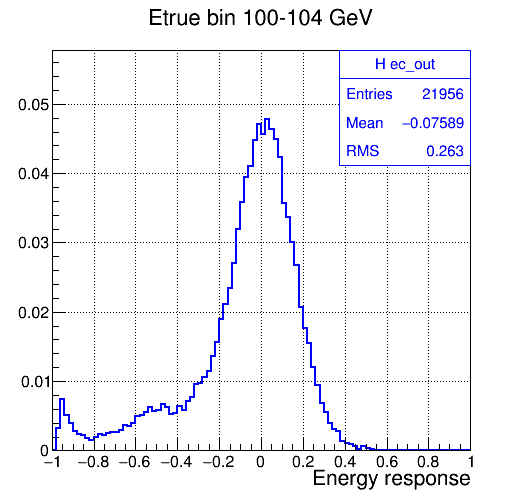 Etrue bin 100-104 GeV
H ec_out
Entries 21956
Mean −0.07589
RMS 0.263
0.05
0.04
0.03
0.02
0.01
0
−1 −0.8 −0.6 −0.4 −0.2 0 0.2 0.4 0.6 0.8 1
Energy response